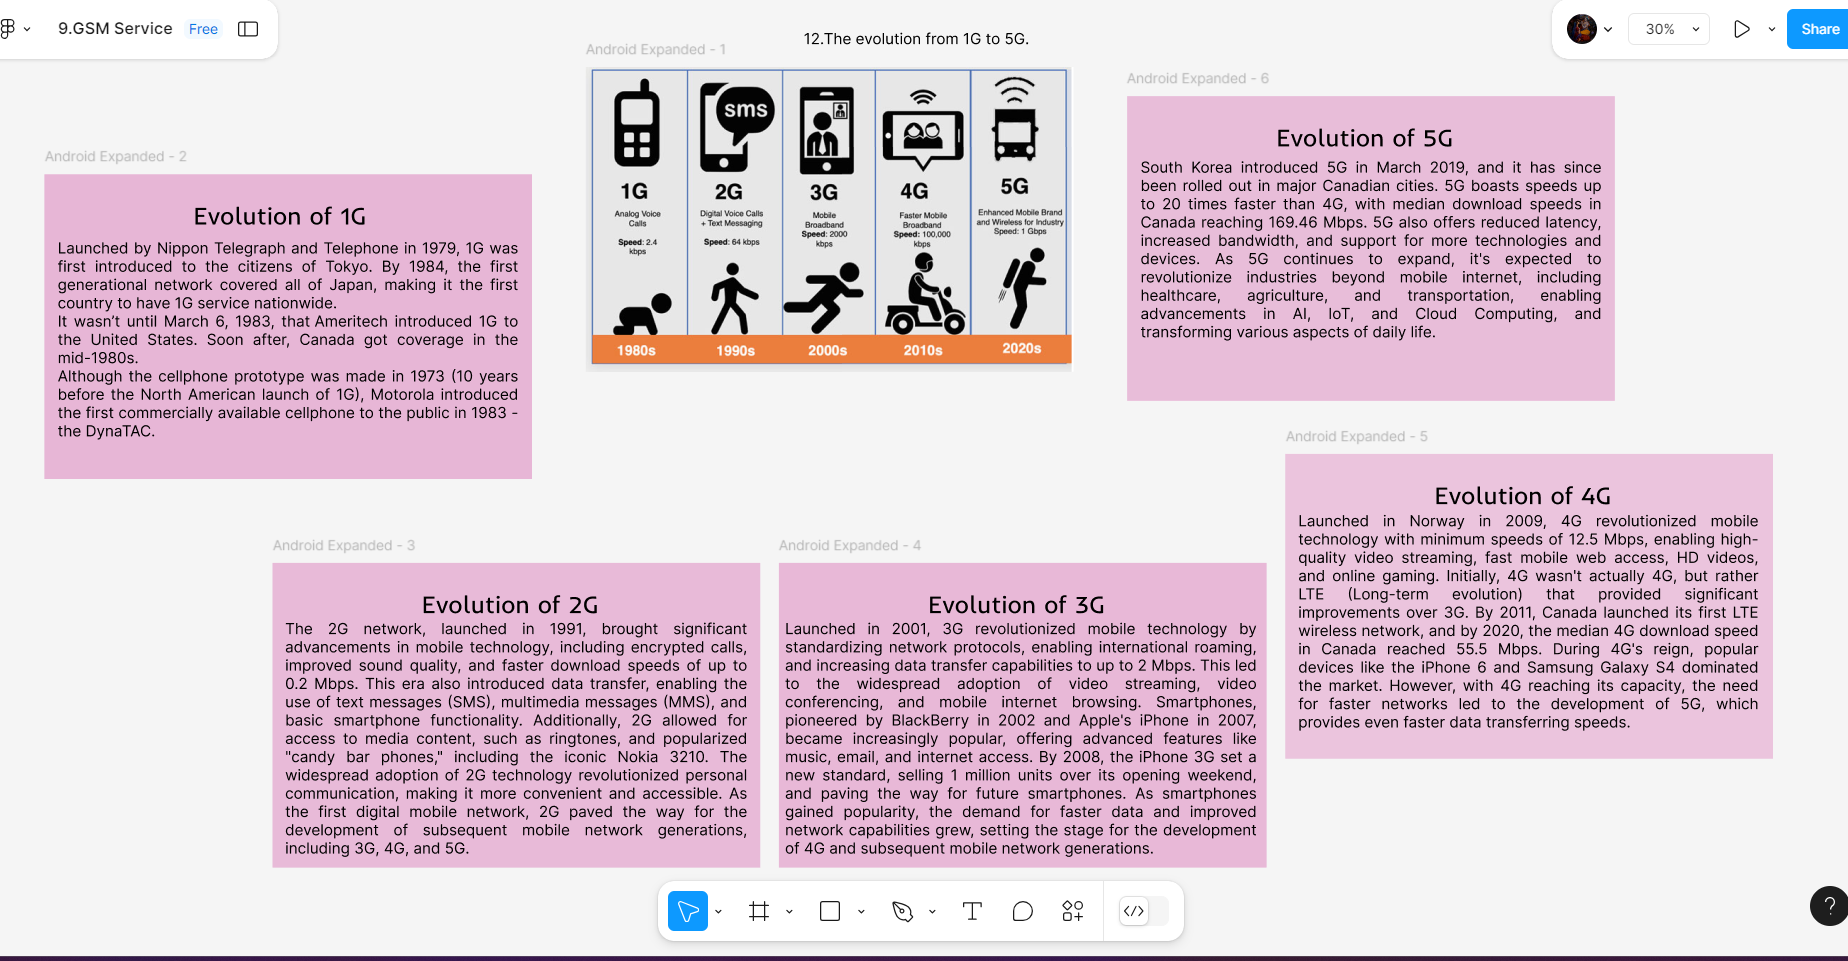 9.GSM Service Free
30%
Share
12.The evolution from 1G to 5G.
Android Expanded - 1
sms
1G
Analog Voice
Calls
Speed: 2.4
kbps
2G
Digital Voice Calls
+ Text Messaging
Speed: 64 kbps
3G
Mobile
Broadband
Speed: 2000
kbps
4G
Faster Mobile
Broadband
Speed: 100,000
kbps
5G
Enhanced Mobile Brand
and Wireless for Industry
Speed: 1 Gbps
1980s
1990s
2000s
2010s
2020s
Android Expanded - 2
Evolution of 1G
Launched by Nippon Telegraph and Telephone in 1979, 1G was
first introduced to the citizens of Tokyo. By 1984, the first
generational network covered all of Japan, making it the first
country to have 1G service nationwide.
It wasn’t until March 6, 1983, that Ameritech introduced 1G to
the United States. Soon after, Canada got coverage in the
mid-1980s.
Although the cellphone prototype was made in 1973 (10 years
before the North American launch of 1G), Motorola introduced
the first commercially available cellphone to the public in 1983 -
the DynaTAC.
Android Expanded - 3
Evolution of 2G
The 2G network, launched in 1991, brought significant
advancements in mobile technology, including encrypted calls,
improved sound quality, and faster download speeds of up to
0.2 Mbps. This era also introduced data transfer, enabling the
use of text messages (SMS), multimedia messages (MMS), and
basic smartphone functionality. Additionally, 2G allowed for
access to media content, such as ringtones, and popularized
"candy bar phones," including the iconic Nokia 3210. The
widespread adoption of 2G technology revolutionized personal
communication, making it more convenient and accessible. As
the first digital mobile network, 2G paved the way for the
development of subsequent mobile network generations,
including 3G, 4G, and 5G.
Android Expanded - 4
Evolution of 3G
Launched in 2001, 3G revolutionized mobile technology by
standardizing network protocols, enabling international roaming,
and increasing data transfer capabilities to up to 2 Mbps. This led
to the widespread adoption of video streaming, video
conferencing, and mobile internet browsing. Smartphones,
pioneered by BlackBerry in 2002 and Apple's iPhone in 2007,
became increasingly popular, offering advanced features like
music, email, and internet access. By 2008, the iPhone 3G set a
new standard, selling 1 million units over its opening weekend,
and paving the way for future smartphones. As smartphones
gained popularity, the demand for faster data and improved
network capabilities grew, setting the stage for the development
of 4G and subsequent mobile network generations.
Android Expanded - 5
Evolution of 4G
Launched in Norway in 2009, 4G revolutionized mobile
technology with minimum speeds of 12.5 Mbps, enabling high-
quality video streaming, fast mobile web access, HD videos,
and online gaming. Initially, 4G wasn't actually 4G, but rather
LTE (Long-term evolution) that provided significant
improvements over 3G. By 2011, Canada launched its first LTE
wireless network, and by 2020, the median 4G download speed
in Canada reached 55.5 Mbps. During 4G's reign, popular
devices like the iPhone 6 and Samsung Galaxy S4 dominated
the market. However, with 4G reaching its capacity, the need
for faster networks led to the development of 5G, which
provides even faster data transferring speeds.
Android Expanded - 6
Evolution of 5G
South Korea introduced 5G in March 2019, and it has since
been rolled out in major Canadian cities. 5G boasts speeds up
to 20 times faster than 4G, with median download speeds in
Canada reaching 169.46 Mbps. 5G also offers reduced latency,
increased bandwidth, and support for more technologies and
devices. As 5G continues to expand, it's expected to
revolutionize industries beyond mobile internet, including
healthcare, agriculture, and transportation, enabling
advancements in AI, IoT, and Cloud Computing, and
transforming various aspects of daily life.